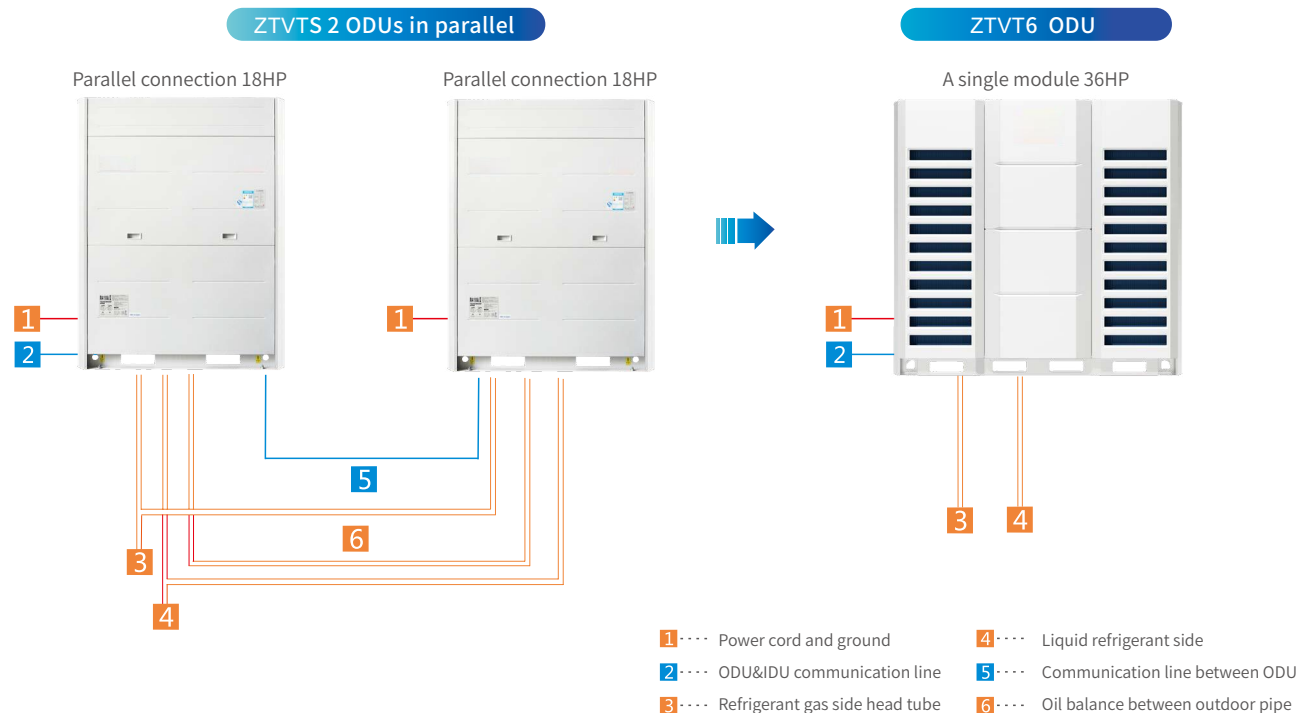 ZTVTS 2 ODUs in parallel
ZTVT6 ODU
Parallel connection 18HP
Parallel connection 18HP
A single module 36HP
1
2
1
1
2
5
6
3
4
3
4
1 ---- Power cord and ground
4 ---- Liquid refrigerant side
2 ---- ODU&IDU communication line
5 ---- Communication line between ODU
3 ---- Refrigerant gas side head tube
6 ---- Oil balance between outdoor pipe